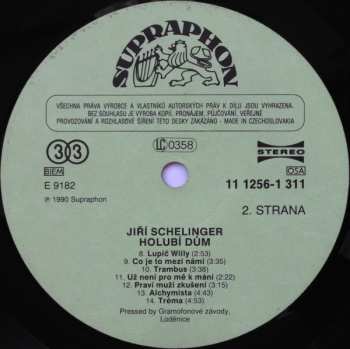 SUPRAPHON
VŠECHNA PRÁVA VÝROBCE A VLASTNÍKŮ AUTORSKÝCH PRÁV K DÍLU JSOU VYHRAZENA.
BEZ SOUHLASU JE VÝROBA KOPIÍ, PRONÁJEM, PŮJČOVÁNÍ, VEŘEJNÉ
PROVOZOVÁNÍ A ROZHLASOVÉ ŠÍŘENÍ TÉTO DESKY ZAKÁZÁNO - MADE IN CZECHOSLOVAKIA
33 LC 0358 STEREO
BIEM OSA
E 9182 11 1256-1 311
℗ 1990 Supraphon 2. STRANA
JIŘÍ SCHELINGER
HOLUBÍ DŮM
8. Lupič Willy (2:53)
9. Co je to mezi námi (3:35)
10. Trambus (3:38)
11. Už není pro mě k mání (2:22)
12. Praví muži zkušení (3:15)
13. Alchymista (4:43)
14. Tréma (4:53)
Pressed by Gramofonové závody,
Loděnice